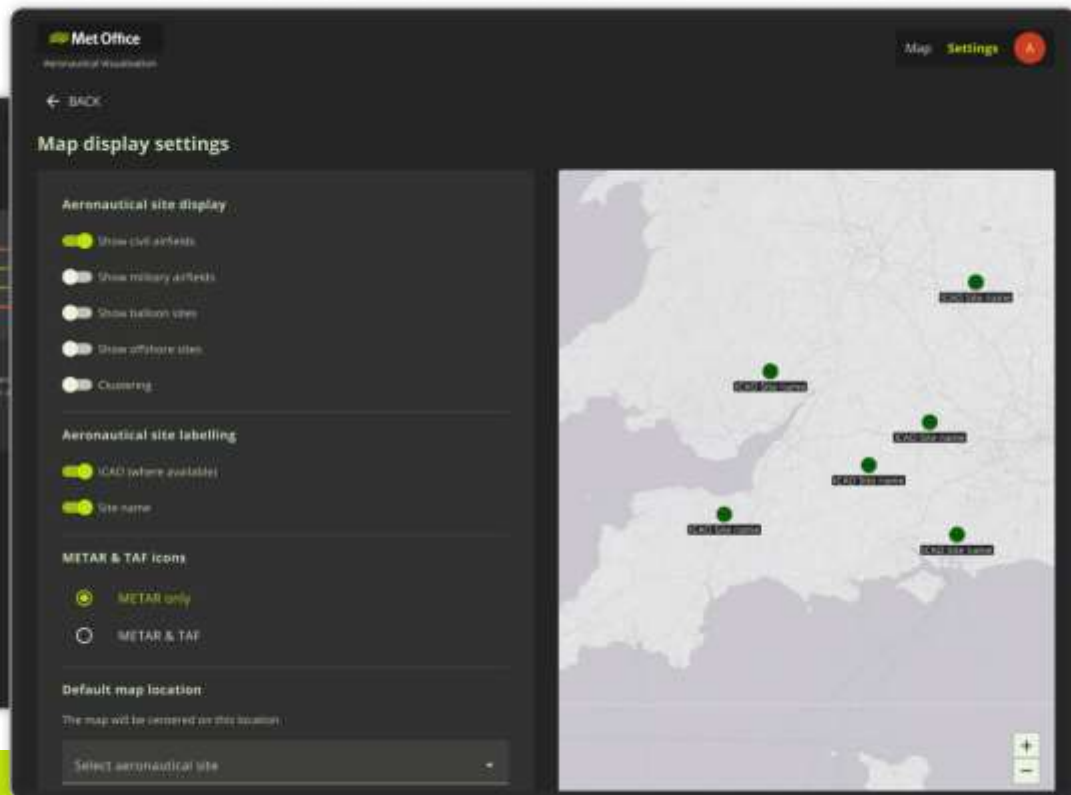 Met Office
Aeronautical Visualisation
Map Settings A
← BACK
Map display settings
Aeronautical site display
Show civil airfields
Show military airfields
Show balloon sites
Show offshore sites
Clustering
Aeronautical site labelling
ICAO (where available)
Site name
METAR & TAF icons
METAR only
METAR & TAF
Default map location
The map will be centered on this location
Select aeronautical site
ICAO Site name
ICAO Site name
ICAO Site name
ICAO Site name
ICAO Site name
ICAO Site name
+
−